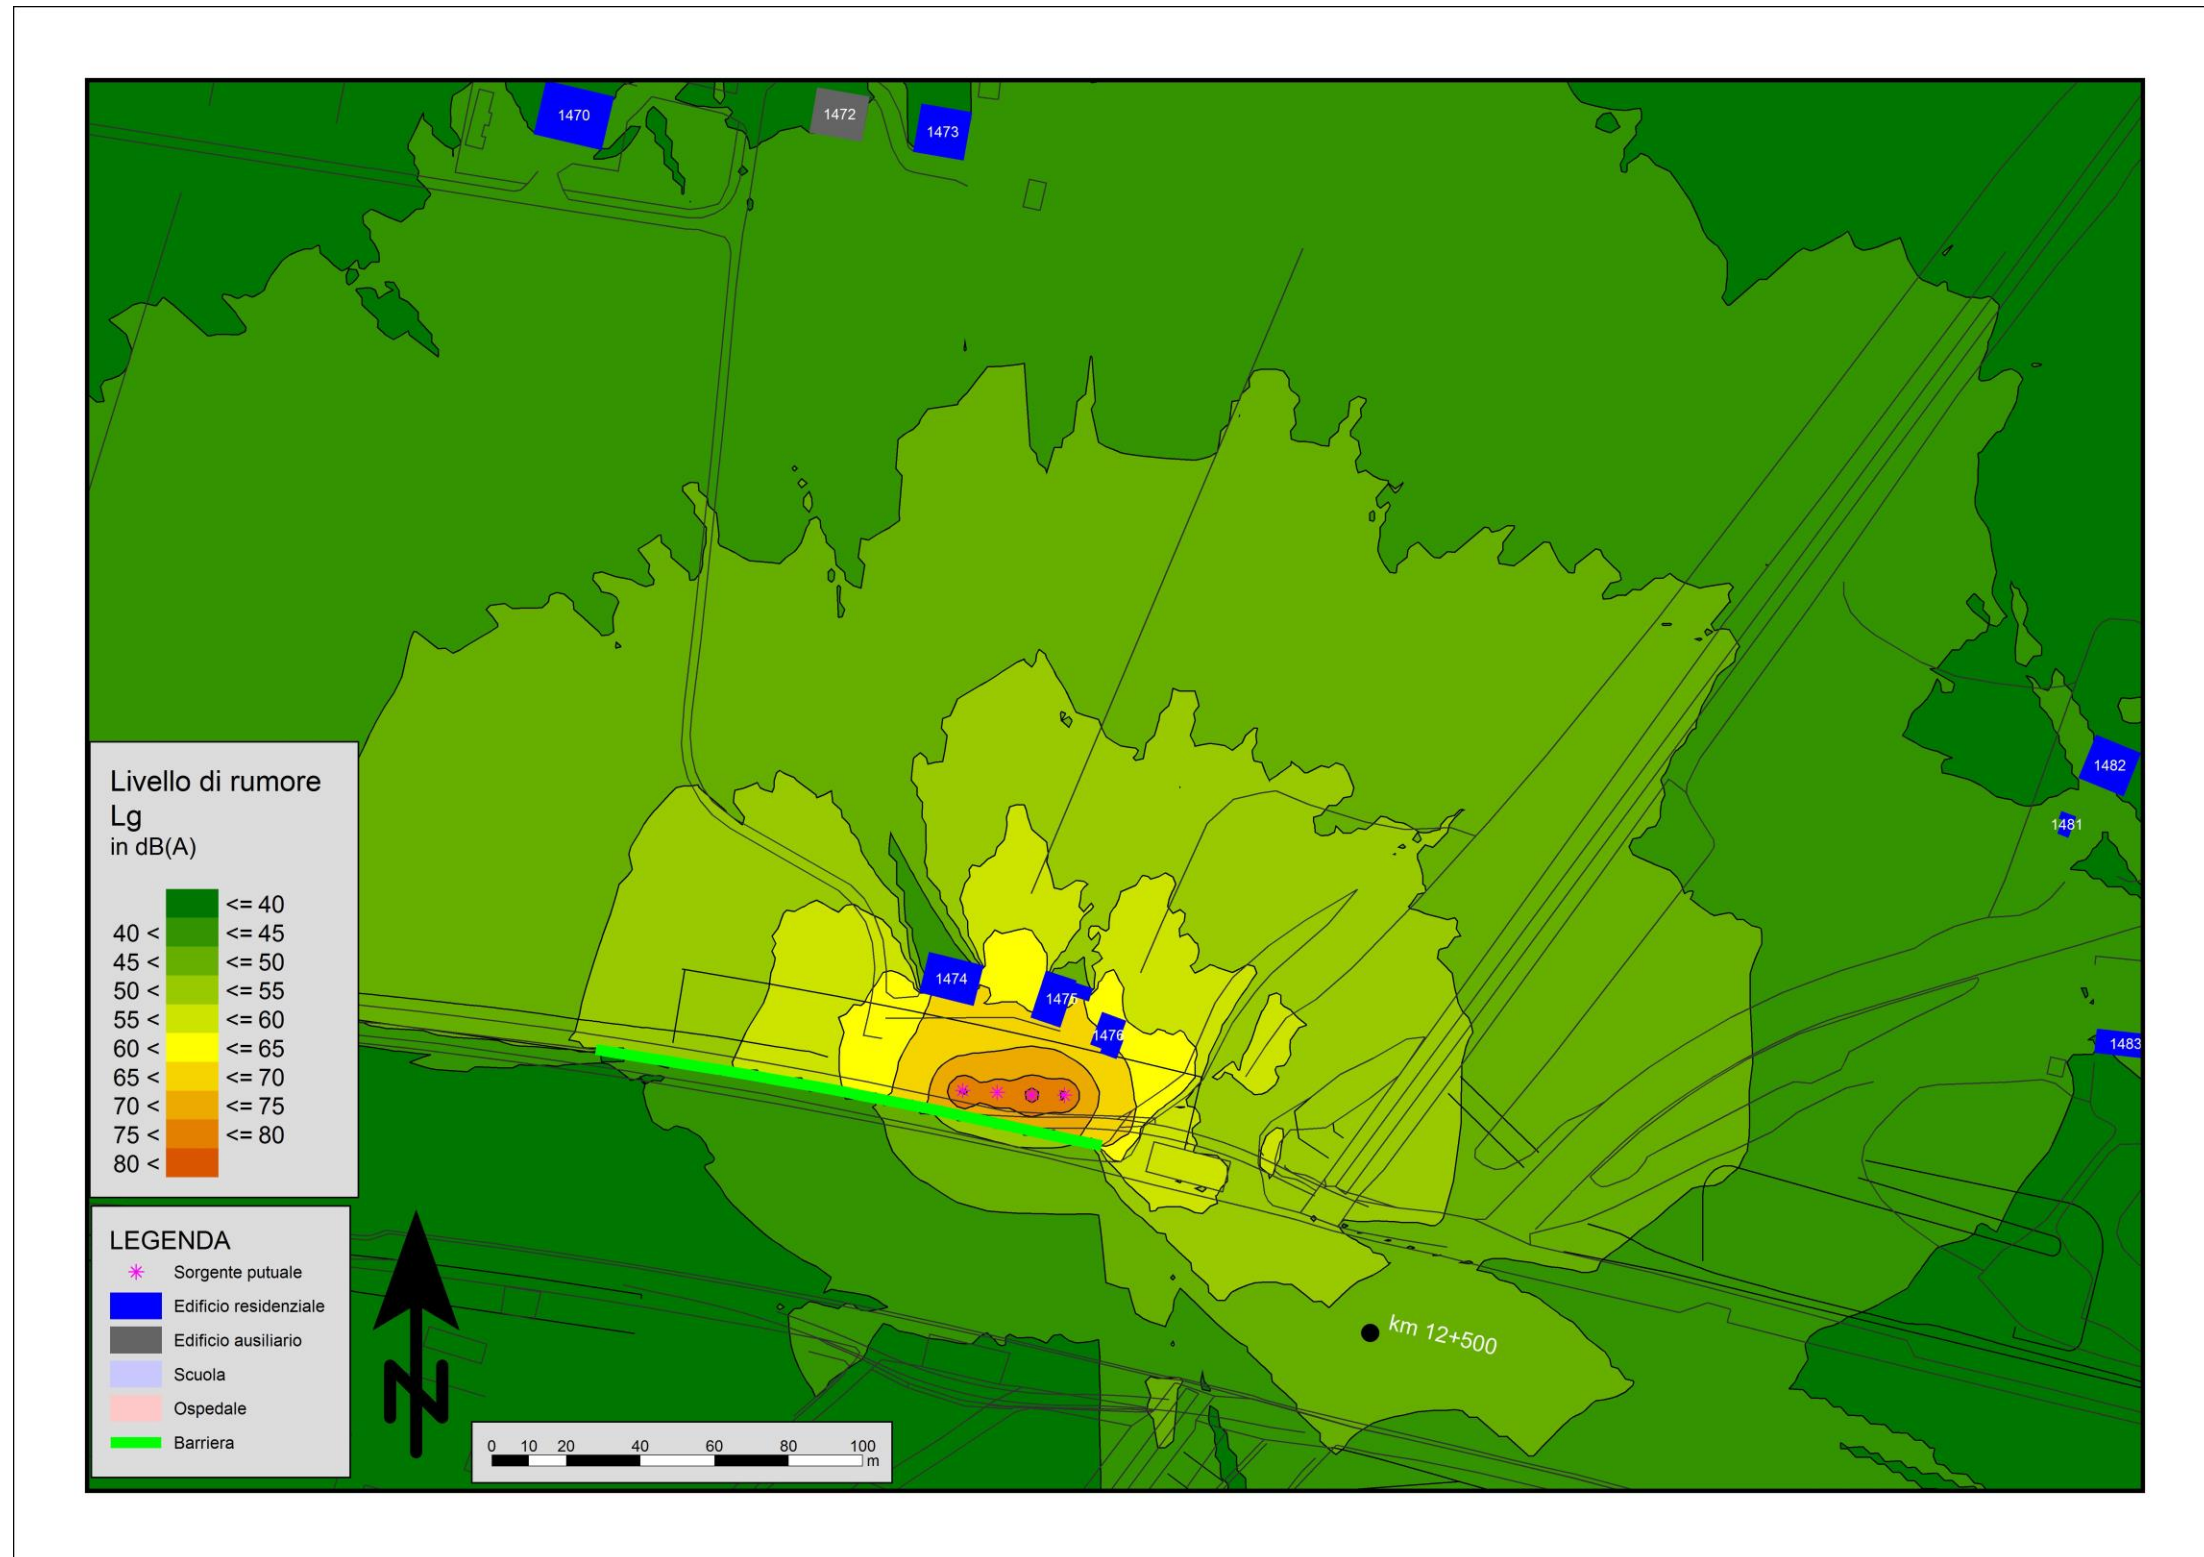 1470
1472
1473
1474
1475
1476
1482
1481
1483
km 12+500
Livello di rumore
Lg
in dB(A)
<= 40
40 < <= 45
45 < <= 50
50 < <= 55
55 < <= 60
60 < <= 65
65 < <= 70
70 < <= 75
75 < <= 80
80 <
LEGENDA
Sorgente putuale
Edificio residenziale
Edificio ausiliario
Scuola
Ospedale
Barriera
N
0 10 20 40 60 80 100
m